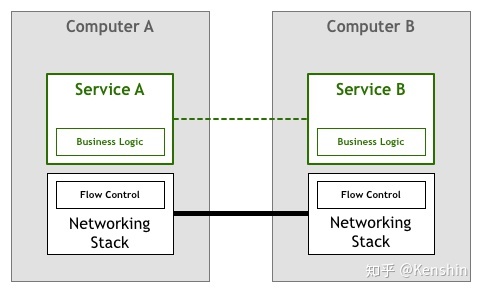 Computer A
Computer B
Service A
Service B
Business Logic
Business Logic
Flow Control
Flow Control
Networking
Stack
Networking
Stack
知乎 @Kenshin